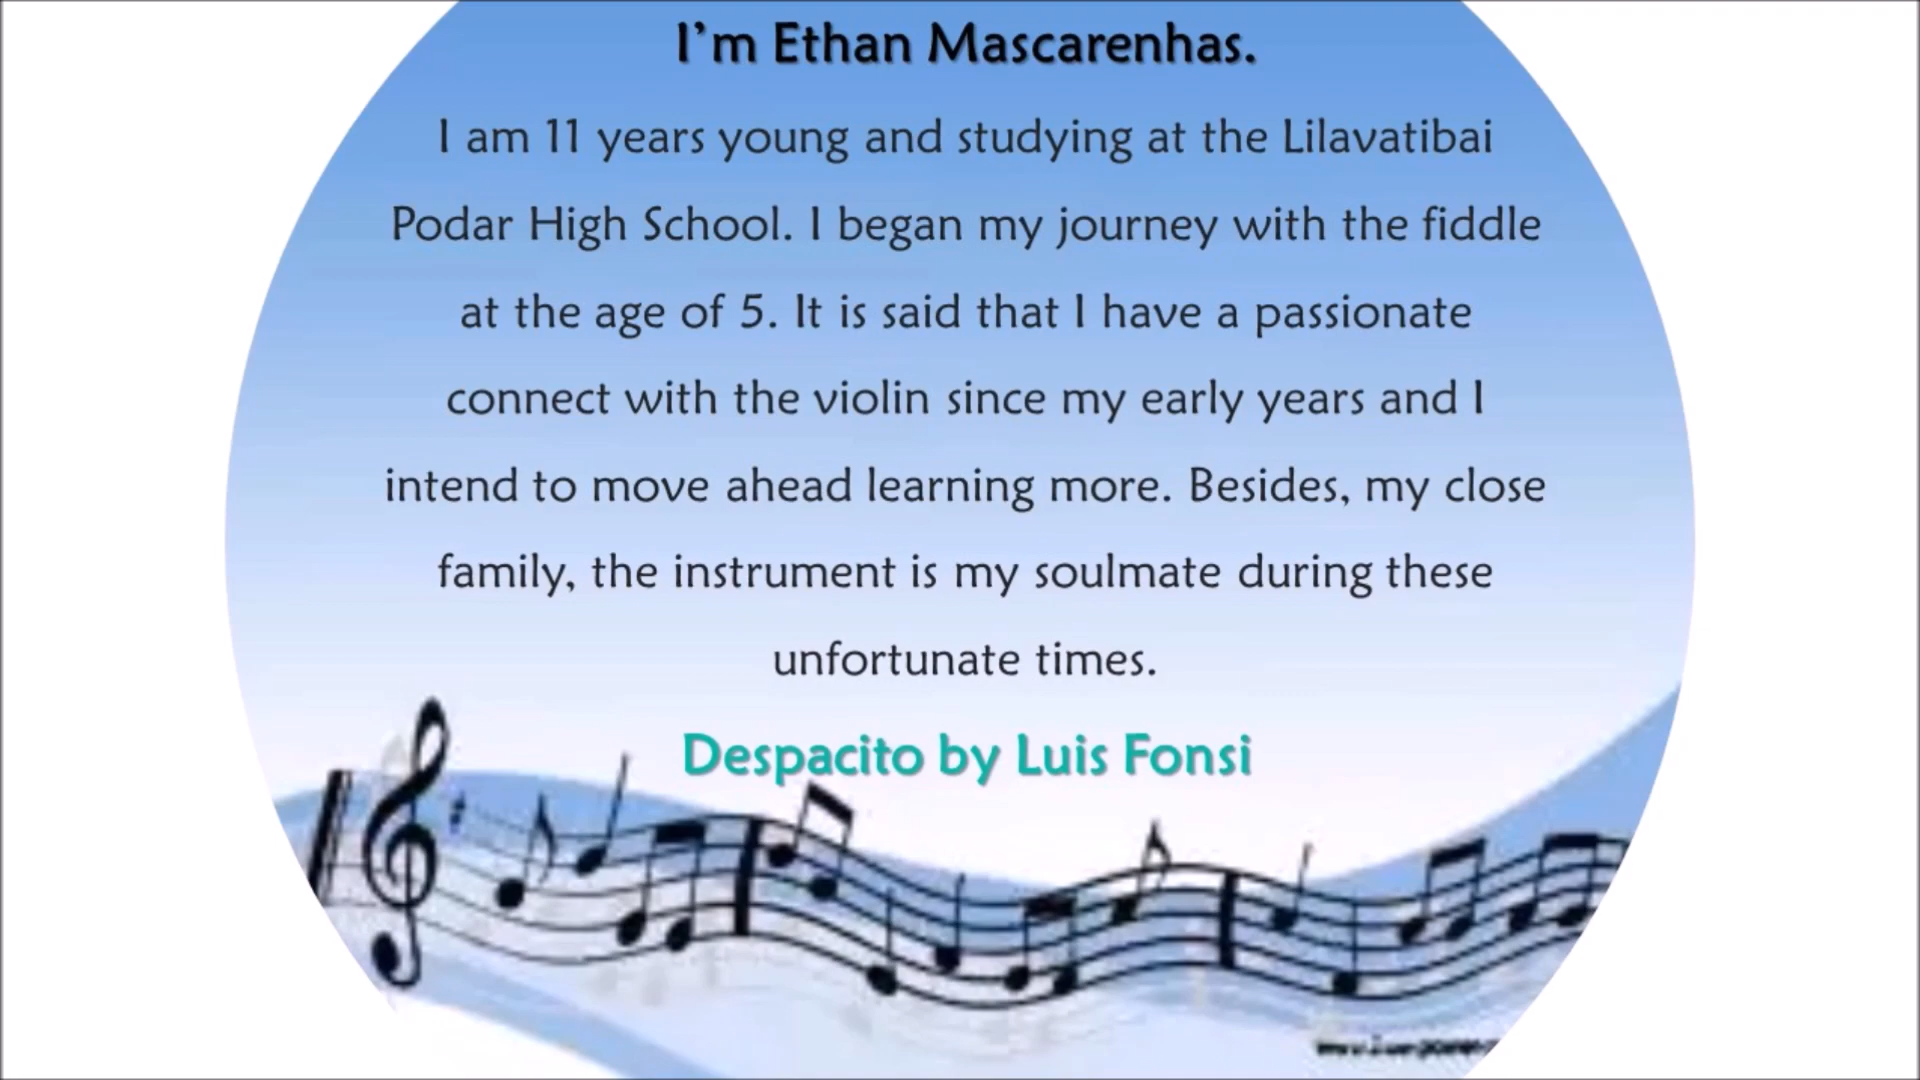 I'm Ethan Mascarenhas.
I am 11 years young and studying at the Lilavatibai
Podar High School. I began my journey with the fiddle
at the age of 5. It is said that I have a passionate
connect with the violin since my early years and I
intend to move ahead learning more. Besides, my close
family, the instrument is my soulmate during these
unfortunate times.
Despacito by Luis Fonsi